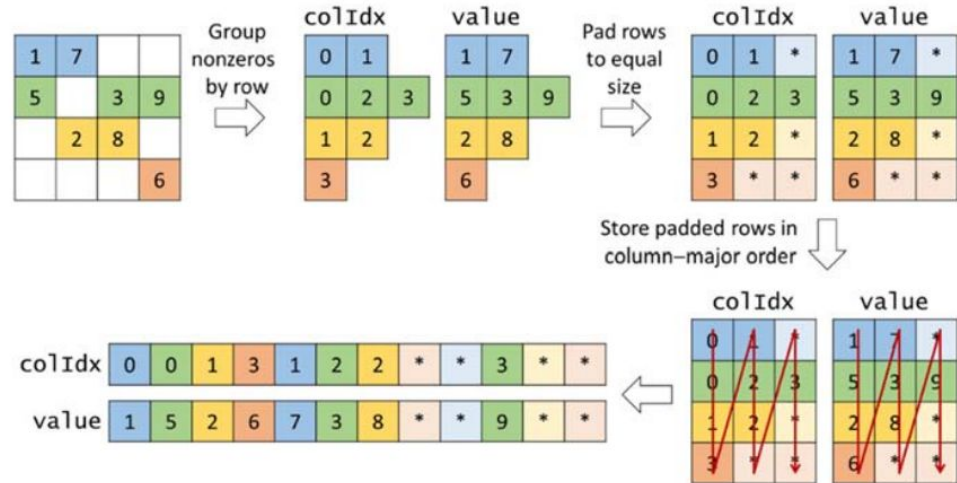 colIdx value colIdx value
Group nonzeros by row
Pad rows to equal size
1 7 0 1 1 7 0 1 * 1 7 *
5 3 9 0 2 3 5 3 9 0 2 3 5 3 9
2 8 1 2 2 8 1 2 * 2 8 *
6 3 6 3 * * 6 * *
Store padded rows in
column–major order
colIdx value
0 1 * 1 7 *
0 2 3 5 3 9
1 2 * 2 8 *
3 * * 6 * *
colIdx 0 0 1 3 1 2 2 * * 3 * *
value 1 5 2 6 7 3 8 * * 9 * *